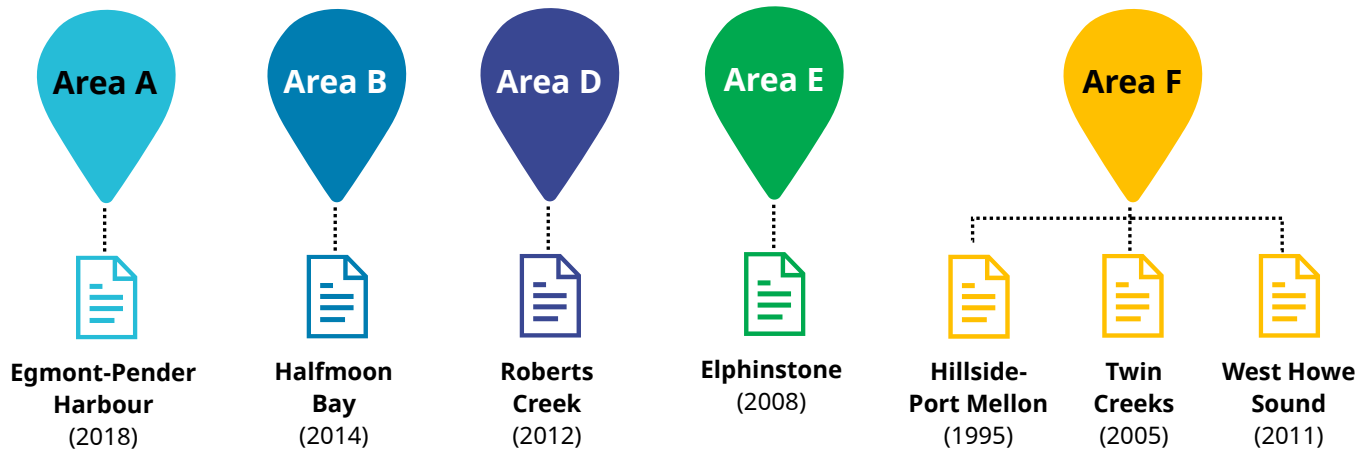 Area A
Area B
Area D
Area E
Area F
Egmont-Pender
Harbour
(2018)
Halfmoon
Bay
(2014)
Roberts
Creek
(2012)
Elphinstone
(2008)
Hillside-
Port Mellon
(1995)
Twin
Creeks
(2005)
West Howe
Sound
(2011)